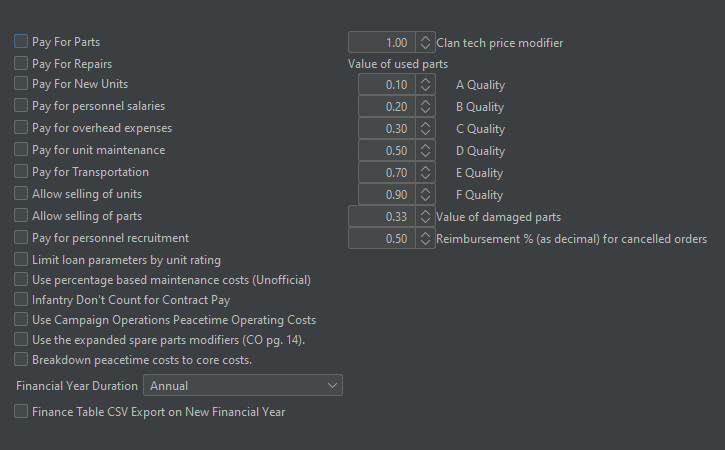 Pay For Parts
Pay For Repairs
Pay For New Units
Pay for personnel salaries
Pay for overhead expenses
Pay for unit maintenance
Pay for Transportation
Allow selling of units
Allow selling of parts
Pay for personnel recruitment
Limit loan parameters by unit rating
Use percentage based maintenance costs (Unofficial)
Infantry Don't Count for Contract Pay
Use Campaign Operations Peacetime Operating Costs
Use the expanded spare parts modifiers (CO pg. 14).
Breakdown peacetime costs to core costs.
Financial Year Duration Annual
Finance Table CSV Export on New Financial Year
1.00 Clan tech price modifier
Value of used parts
0.10 A Quality
0.20 B Quality
0.30 C Quality
0.50 D Quality
0.70 E Quality
0.90 F Quality
0.33 Value of damaged parts
0.50 Reimbursement % (as decimal) for cancelled orders